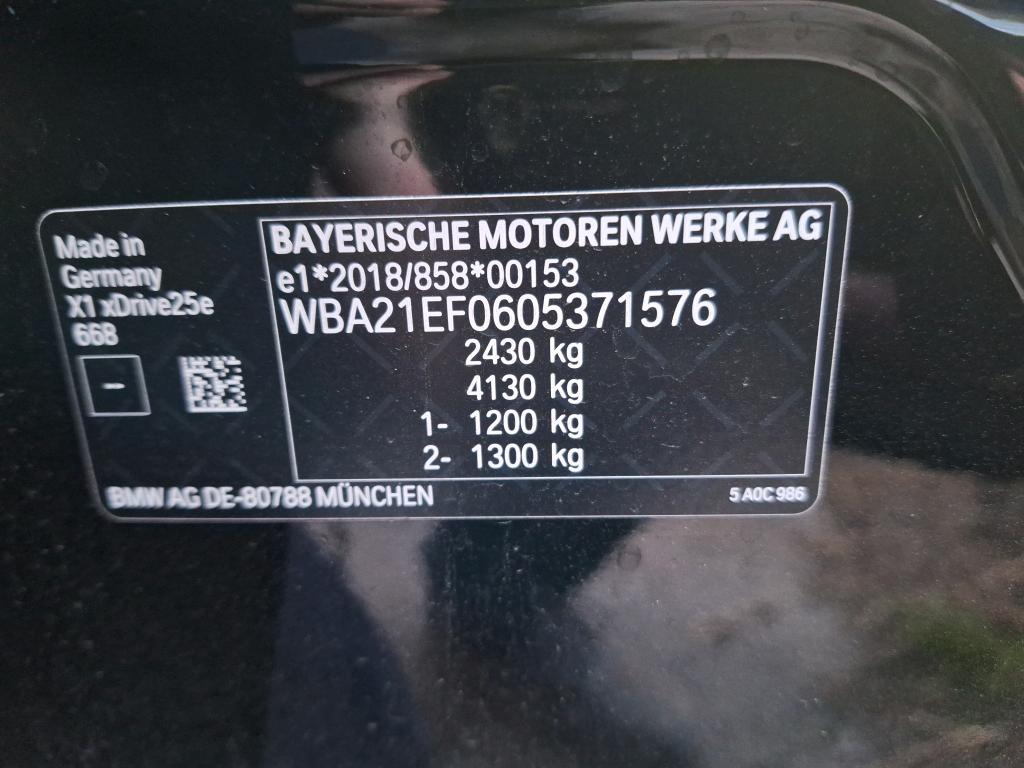 Made in
Germany
X1 xDrive25e
668
–
BAYERISCHE MOTOREN WERKE AG
e1*2018/858*00153
WBA21EF0605371576
2430 kg
4130 kg
1- 1200 kg
2- 1300 kg
BMW AG DE-80788 MÜNCHEN
5 A0C 986